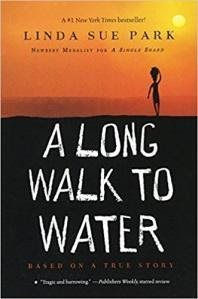 A #1 New York Times bestseller!
LINDA SUE PARK
NEWBERY MEDALIST FOR A SINGLE SHARD
A LONG
WALK TO
WATER
BASED ON A TRUE STORY
★ "Tragic and harrowing." —Publishers Weekly, starred review